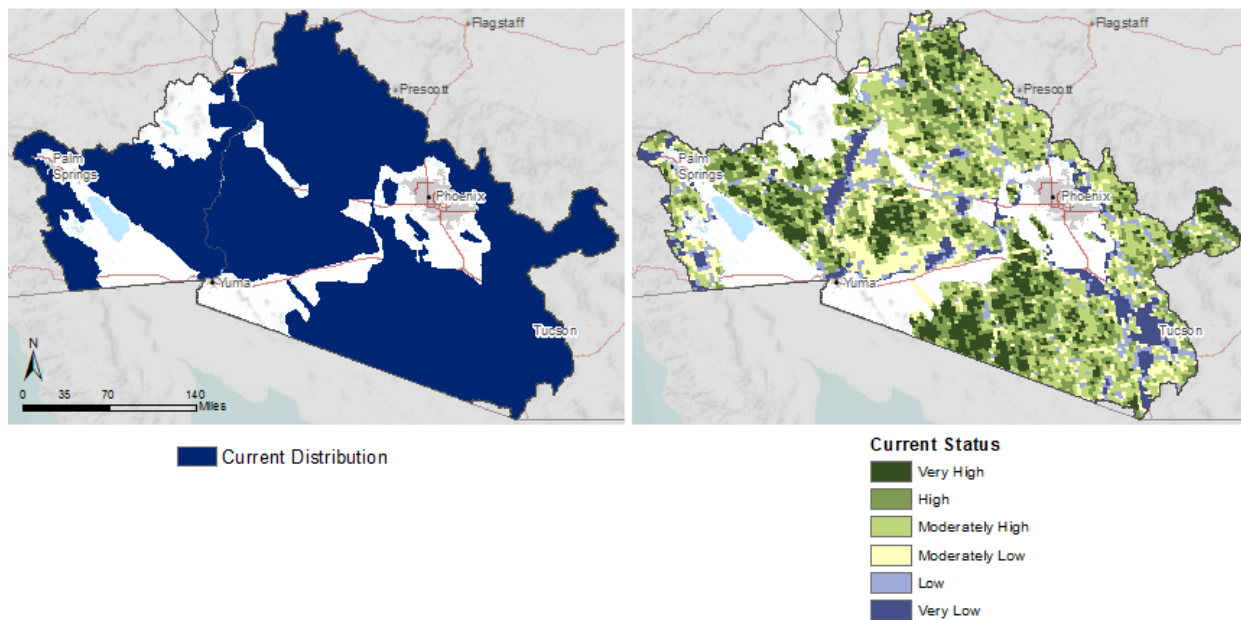 Flagstaff
Prescott
Palm
Springs
Phoenix
Yuma
Tucson
N
0 35 70 140
Miles
Current Distribution
Flagstaff
Prescott
Palm
Springs
Phoenix
Yuma
Tucson
Current Status
Very High
High
Moderately High
Moderately Low
Low
Very Low